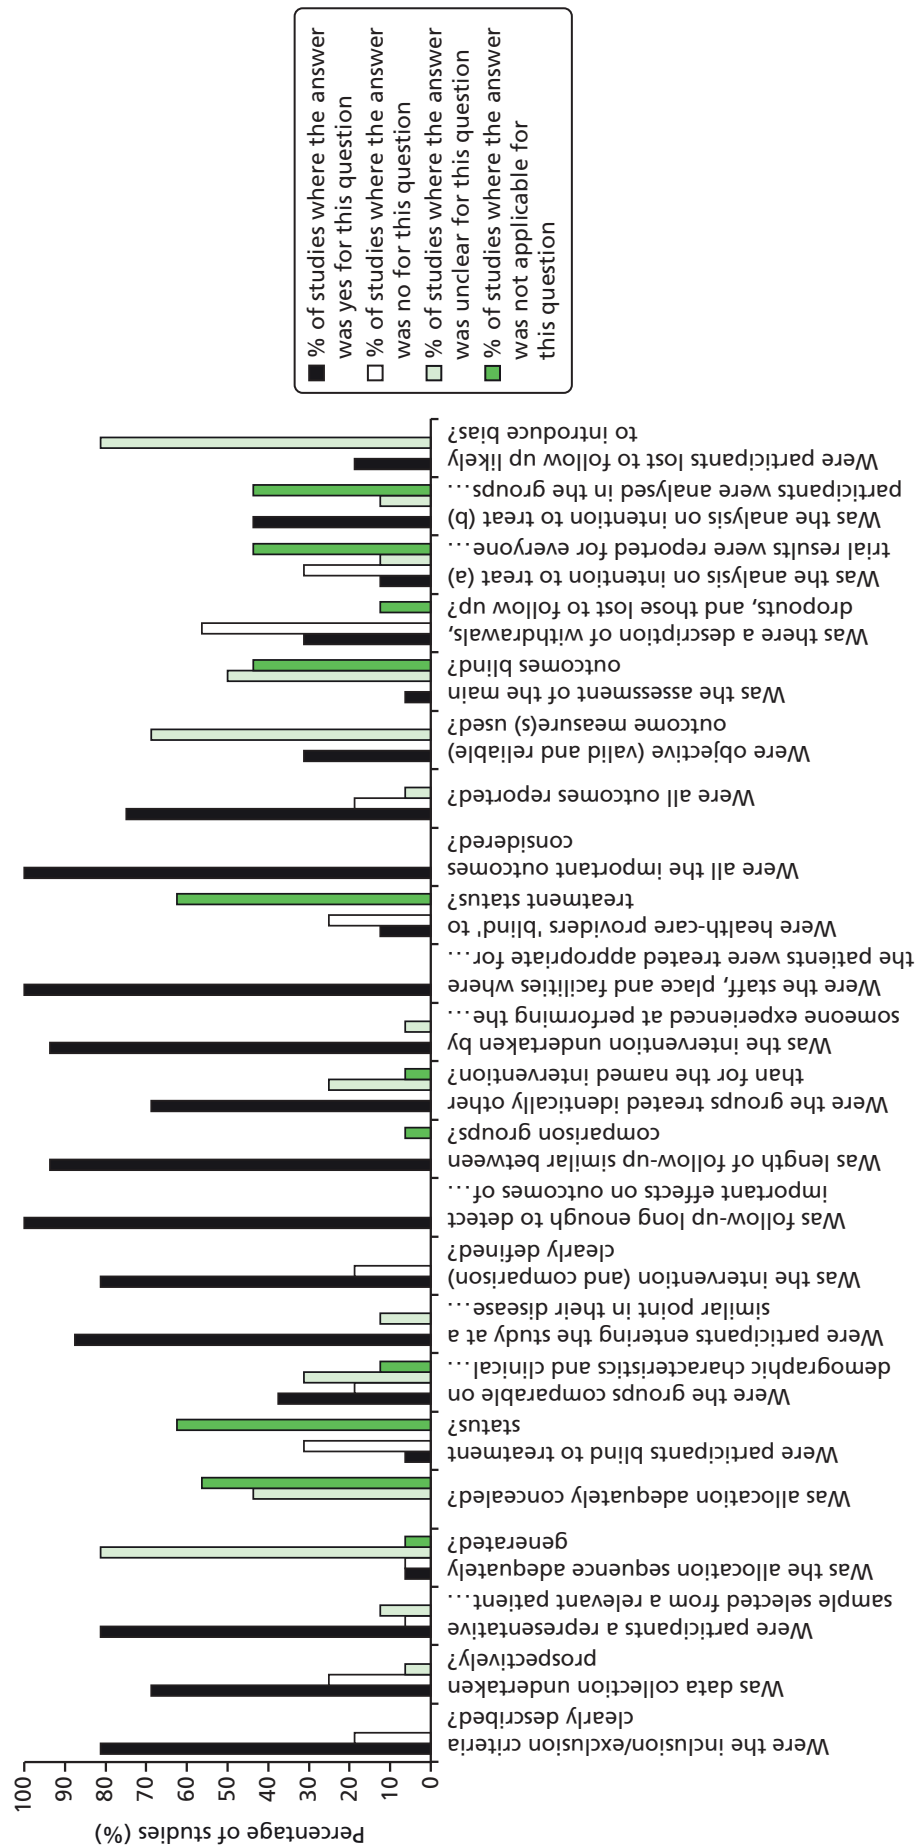 Percentage of studies (%)
100
90
80
70
60
50
40
30
20
10
0
Were the inclusion/exclusion criteria
clearly described?
Was data collection undertaken
prospectively?
Were participants a representative
sample selected from a relevant patient…
Was the allocation sequence adequately
generated?
Was allocation adequately concealed?
Were participants blind to treatment
status?
Were the groups comparable on
demographic characteristics and clinical…
Were participants entering the study at a
similar point in their disease…
Was the intervention (and comparison)
clearly defined?
Was follow-up long enough to detect
important effects on outcomes of…
Was length of follow-up similar between
comparison groups?
Were the groups treated identically other
than for the named intervention?
Was the intervention undertaken by
someone experienced at performing the…
Were the staff, place and facilities where
the patients were treated appropriate for…
Were health-care providers 'blind' to
treatment status?
Were all the important outcomes
considered?
Were all outcomes reported?
Were objective (valid and reliable)
outcome measure(s) used?
Was the assessment of the main
outcomes blind?
Was there a description of withdrawals,
dropouts, and those lost to follow up?
Was the analysis on intention to treat (a)
trial results were reported for everyone…
Was the analysis on intention to treat (b)
participants were analysed in the groups…
Were participants lost to follow up likely
to introduce bias?
% of studies where the answer
was yes for this question
% of studies where the answer
was no for this question
% of studies where the answer
was unclear for this question
% of studies where the answer
was not applicable for
this question